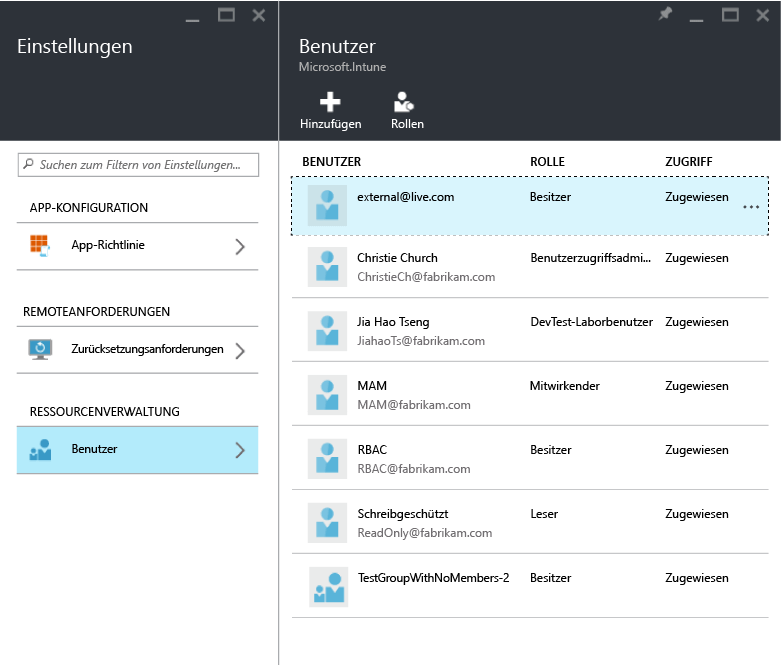 Einstellungen
Suchen zum Filtern von Einstellungen...
APP-KONFIGURATION
App-Richtlinie
REMOTEANFORDERUNGEN
Zurücksetzungsanforderungen
RESSOURCENVERWALTUNG
Benutzer
Benutzer
Microsoft.Intune
Hinzufügen Rollen
BENUTZER ROLLE ZUGRIFF
external@live.com Besitzer Zugewiesen ...
Christie Church Benutzerzugriffsadmi... Zugewiesen
ChristieCh@fabrikam.com
Jia Hao Tseng DevTest-Laborbenutzer Zugewiesen
JiahaoTs@fabrikam.com
MAM Mitwirkender Zugewiesen
MAM@fabrikam.com
RBAC Besitzer Zugewiesen
RBAC@fabrikam.com
Schreibgeschützt Leser Zugewiesen
ReadOnly@fabrikam.com
TestGroupWithNoMembers-2 Besitzer Zugewiesen